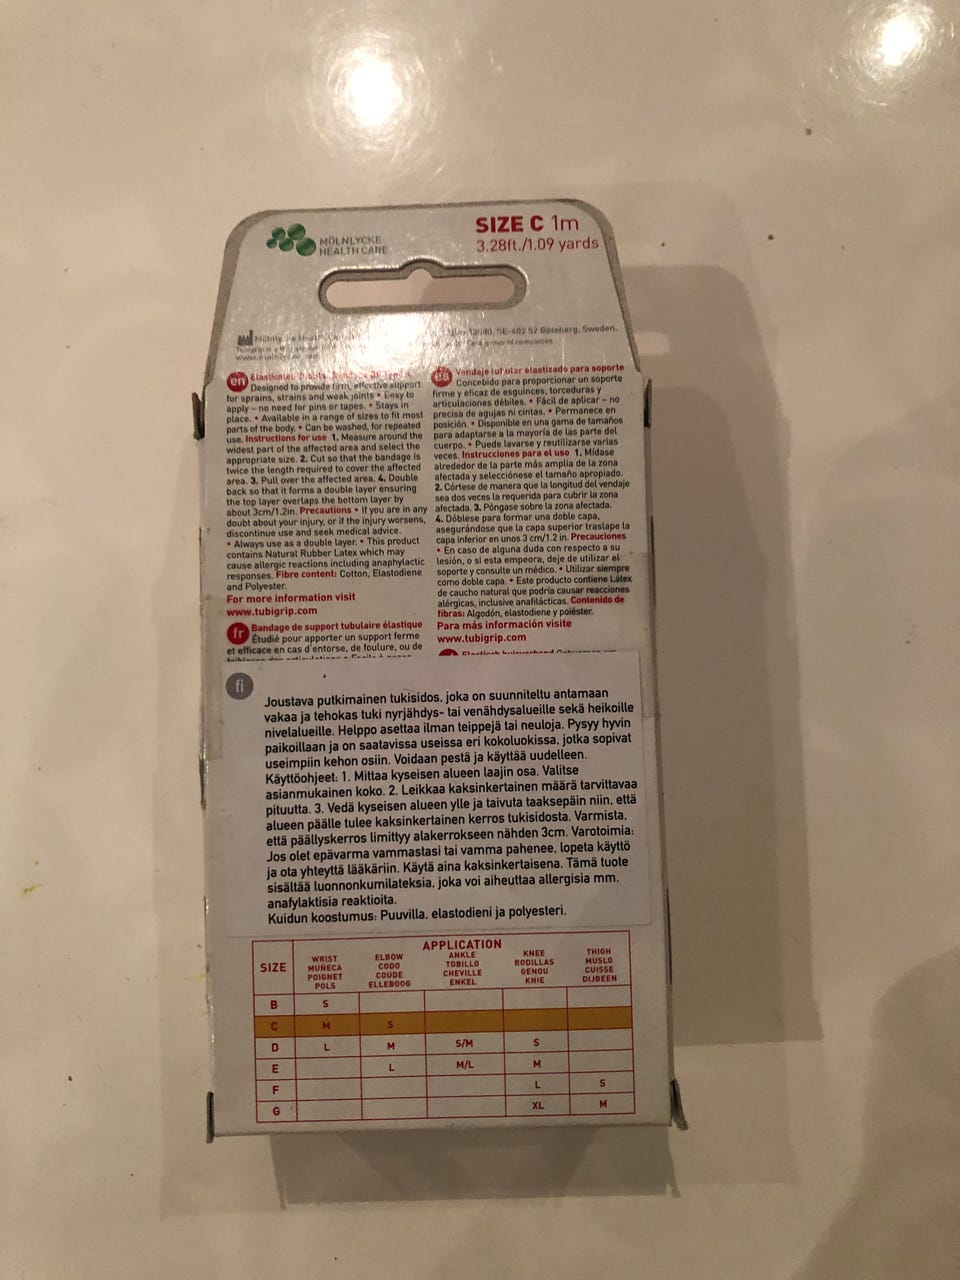 MÖLNLYCKE
HEALTH CARE
SIZE C 1m
3.28ft./1.09 yards
Mölnlycke Health
SE-402 52 Göteborg, Sweden.
group of companies
en
Designed to provide firm, effective support
for sprains, strains and weak joints • Easy to
apply – no need for pins or tapes. • Stays in
place. • Available in a range of sizes to fit most
parts of the body. • Can be washed, for repeated
use. Instructions for use 1. Measure around the
widest part of the affected area and select the
appropriate size. 2. Cut so that the bandage is
twice the length required to cover the affected
area. 3. Pull over the affected area. 4. Double
back so that it forms a double layer ensuring
the top layer overlaps the bottom layer by
about 3cm/1.2in. Precautions • If you are in any
doubt about your injury, or if the injury worsens,
discontinue use and seek medical advice.
• Always use as a double layer. • This product
contains Natural Rubber Latex which may
cause allergic reactions including anaphylactic
responses. Fibre content: Cotton, Elastodiene
and Polyester.
For more information visit
www.tubigrip.com
fr Bandage de support tubulaire élastique
Étudié pour apporter un support ferme
et efficace en cas d'entorse, de foulure, ou de
es Vendaje tubular elastizado para soporte
Concebido para proporcionar un soporte
firme y eficaz de esguinces, torceduras y
articulaciones débiles. • Fácil de aplicar – no
precisa de agujas ni cintas. • Permanece en
posición. • Disponible en una gama de tamaños
para adaptarse a la mayoría de las parte del
cuerpo. • Puede lavarse y reutilizarse varias
veces. Instrucciones para el uso 1. Mídase
alrededor de la parte más amplia de la zona
afectada y selecciónese el tamaño apropiado.
2. Córtese de manera que la longitud del vendaje
sea dos veces la requerida para cubrir la zona
afectada. 3. Póngase sobre la zona afectada.
4. Dóblese para formar una doble capa,
asegurándose que la capa superior traslape la
capa inferior en unos 3 cm/1.2 in. Precauciones
• En caso de alguna duda con respecto a su
lesión, o si esta empeora, deje de utilizar el
soporte y consulte un médico. • Utilizar siempre
como doble capa. • Este producto contiene Látex
de caucho natural que podría causar reacciones
alérgicas, inclusive anafilácticas. Contenido de
fibras: Algodón, elastodiene y poléster.
Para más información visite
www.tubigrip.com
fi
Joustava putkimainen tukisidos, joka on suunniteltu antamaan
vakaa ja tehokas tuki nyrjähdys- tai venähdysalueille sekä heikoille
nivelalueille. Helppo asettaa ilman teippejä tai neuloja. Pysyy hyvin
paikoillaan ja on saatavissa useissa eri kokoluokissa, jotka sopivat
useimpiin kehon osiin. Voidaan pestä ja käyttää uudelleen.
Käyttöohjeet: 1. Mittaa kyseisen alueen laajin osa. Valitse
asianmukainen koko. 2. Leikkaa kaksinkertainen määrä tarvittavaa
pituutta. 3. Vedä kyseisen alueen ylle ja taivuta taaksepäin niin, että
alueen päälle tulee kaksinkertainen kerros tukisidosta. Varmista,
että päällyskerros limittyy alakerrokseen nähden 3cm. Varotoimia:
Jos olet epävarma vammastasi tai vamma pahenee, lopeta käyttö
ja ota yhteyttä lääkäriin. Käytä aina kaksinkertaisena. Tämä tuote
sisältää luonnonkumilateksia, joka voi aiheuttaa allergisia mm.
anafylaktisia reaktioita.
Kuidun koostumus: Puuvilla, elastodieni ja polyesteri.
APPLICATION
SIZE
WRIST MUÑECA POIGNET POLS
ELBOW CODO COUDE ELLEBOOG
ANKLE TOBILLO CHEVILLE ENKEL
KNEE RODILLAS GENOU KNIE
THIGH MUSLO CUISSE DIJBEEN
B S
C M S
D L M S/M S
E L M/L M
F L S
G XL M